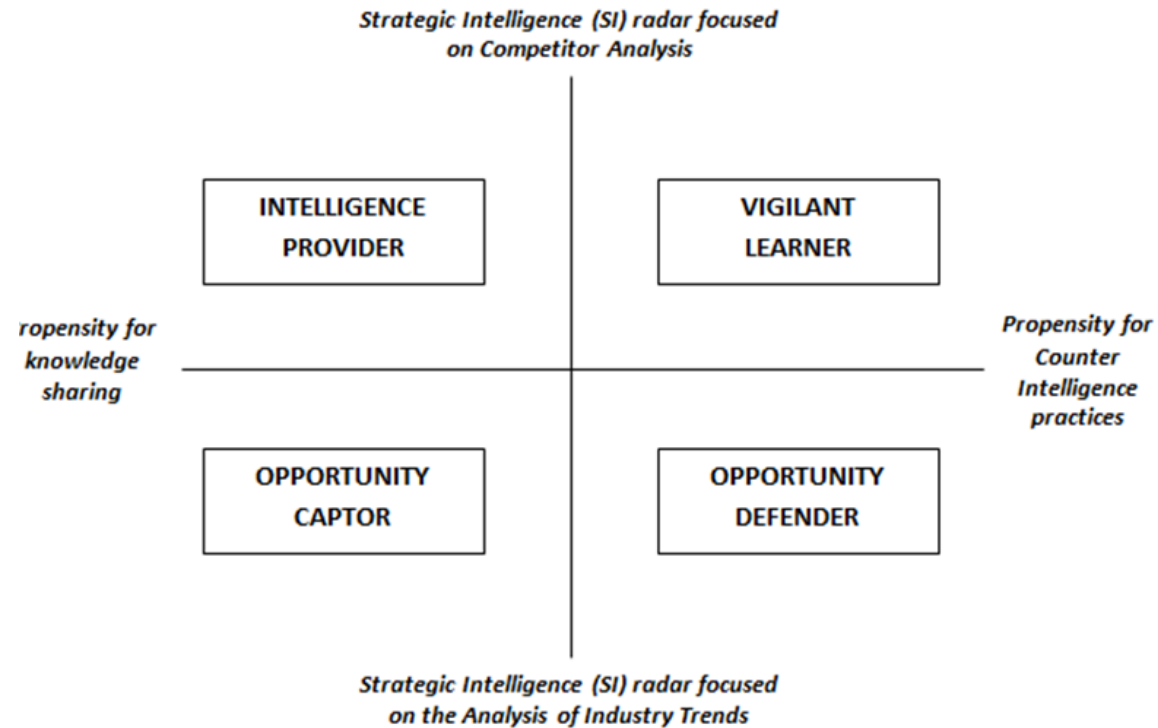 Strategic Intelligence (SI) radar focused
on Competitor Analysis
INTELLIGENCE
PROVIDER
VIGILANT
LEARNER
ropensity for
knowledge
sharing
Propensity for
Counter
Intelligence
practices
OPPORTUNITY
CAPTOR
OPPORTUNITY
DEFENDER
Strategic Intelligence (SI) radar focused
on the Analysis of Industry Trends